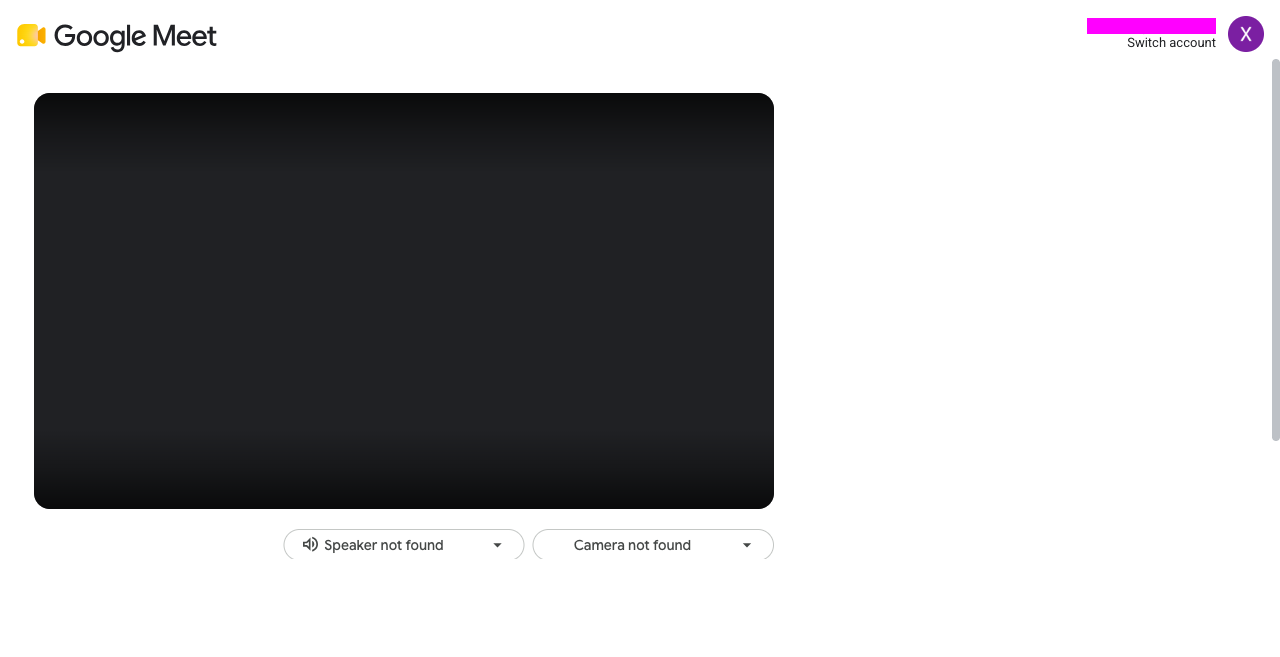 Google Meet
Switch account
X
Speaker not found
Camera not found